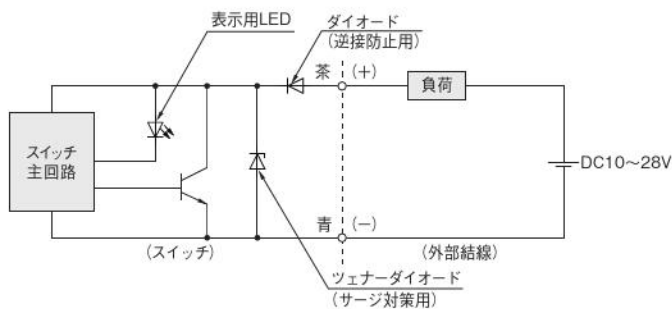 表示用LED
ダイオード
(逆接防止用)
茶
(+)
負荷
スイッチ
主回路
DC10～28V
青
(−)
(スイッチ)
(外部結線)
ツェナーダイオード
(サージ対策用)